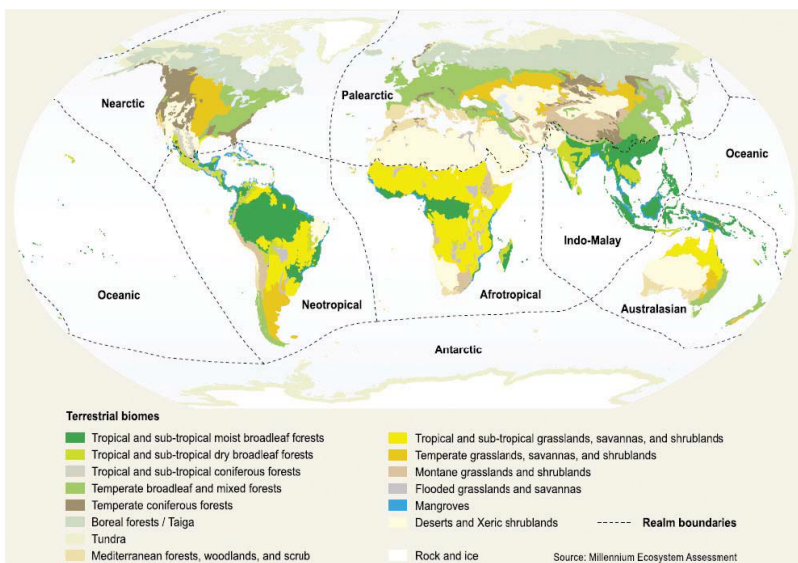 Nearctic
Palearctic
Oceanic
Indo-Malay
Oceanic
Neotropical
Afrotropical
Australasian
Antarctic
Terrestrial biomes
Tropical and sub-tropical moist broadleaf forests
Tropical and sub-tropical dry broadleaf forests
Tropical and sub-tropical coniferous forests
Temperate broadleaf and mixed forests
Temperate coniferous forests
Boreal forests / Taiga
Tundra
Mediterranean forests, woodlands, and scrub
Tropical and sub-tropical grasslands, savannas, and shrublands
Temperate grasslands, savannas, and shrublands
Montane grasslands and shrublands
Flooded grasslands and savannas
Mangroves
Deserts and Xeric shrublands
Realm boundaries
Rock and ice
Source: Millennium Ecosystem Assessment